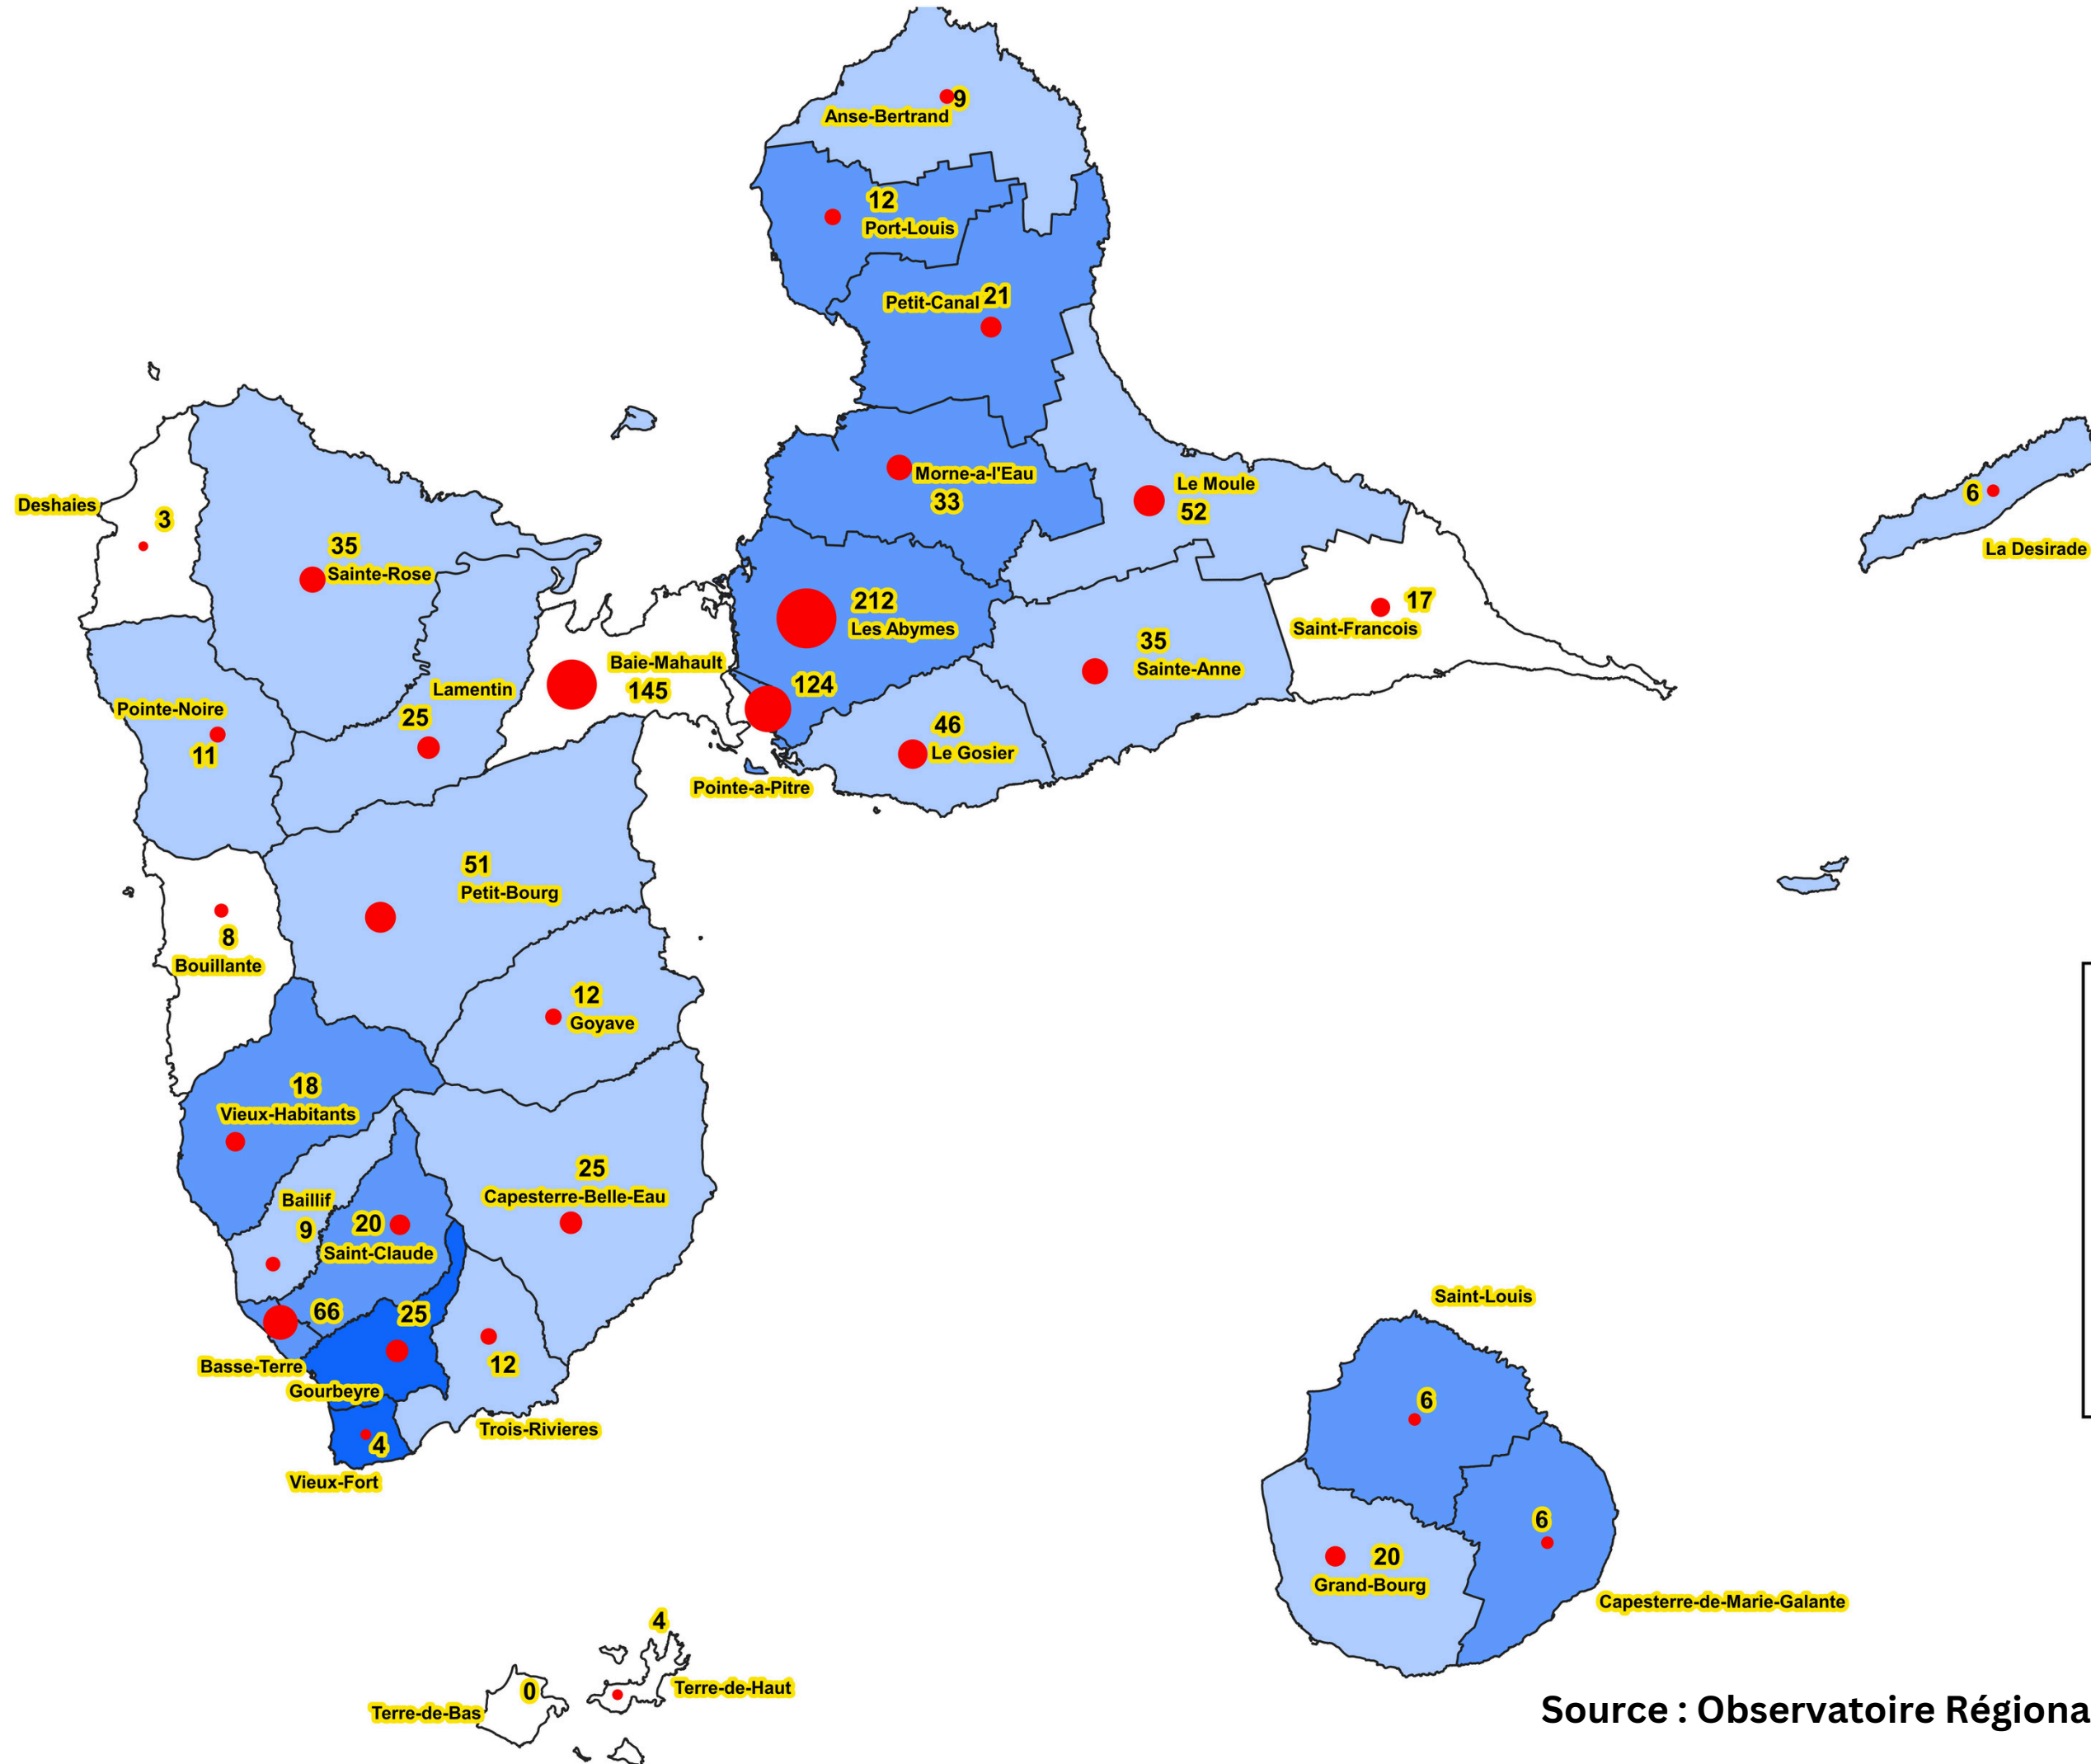 9
Anse-Bertrand
12
Port-Louis
Petit-Canal 21
Morne-a-l'Eau
33
Le Moule
52
6
La Desirade
Deshaies
3
35
Sainte-Rose
212
Les Abymes
17
Saint-Francois
35
Sainte-Anne
Baie-Mahault
145
124
Lamentin
25
Pointe-Noire
11
46
Le Gosier
Pointe-a-Pitre
51
Petit-Bourg
8
Bouillante
12
Goyave
18
Vieux-Habitants
25
Capesterre-Belle-Eau
Baillif
9
20
Saint-Claude
66
25
Basse-Terre
Gourbeyre
12
Trois-Rivieres
4
Vieux-Fort
Saint-Louis
6
6
20
Grand-Bourg
Capesterre-de-Marie-Galante
4
Terre-de-Haut
0
Terre-de-Bas
Source : Observatoire Régiona